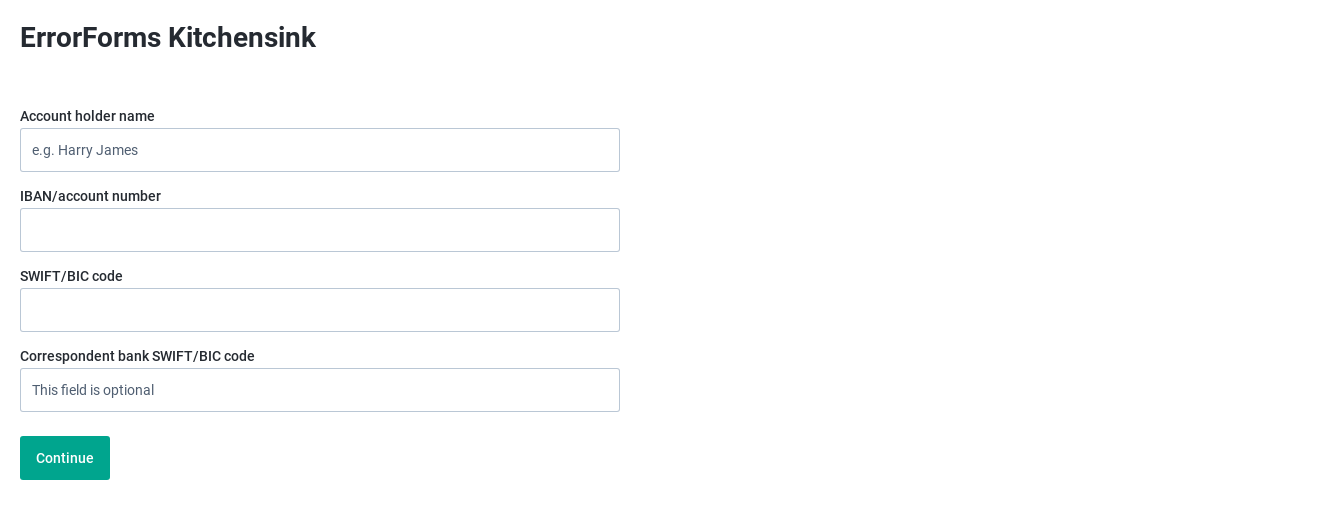 ErrorForms Kitchensink
Account holder name
e.g. Harry James
IBAN/account number
SWIFT/BIC code
Correspondent bank SWIFT/BIC code
This field is optional
Continue